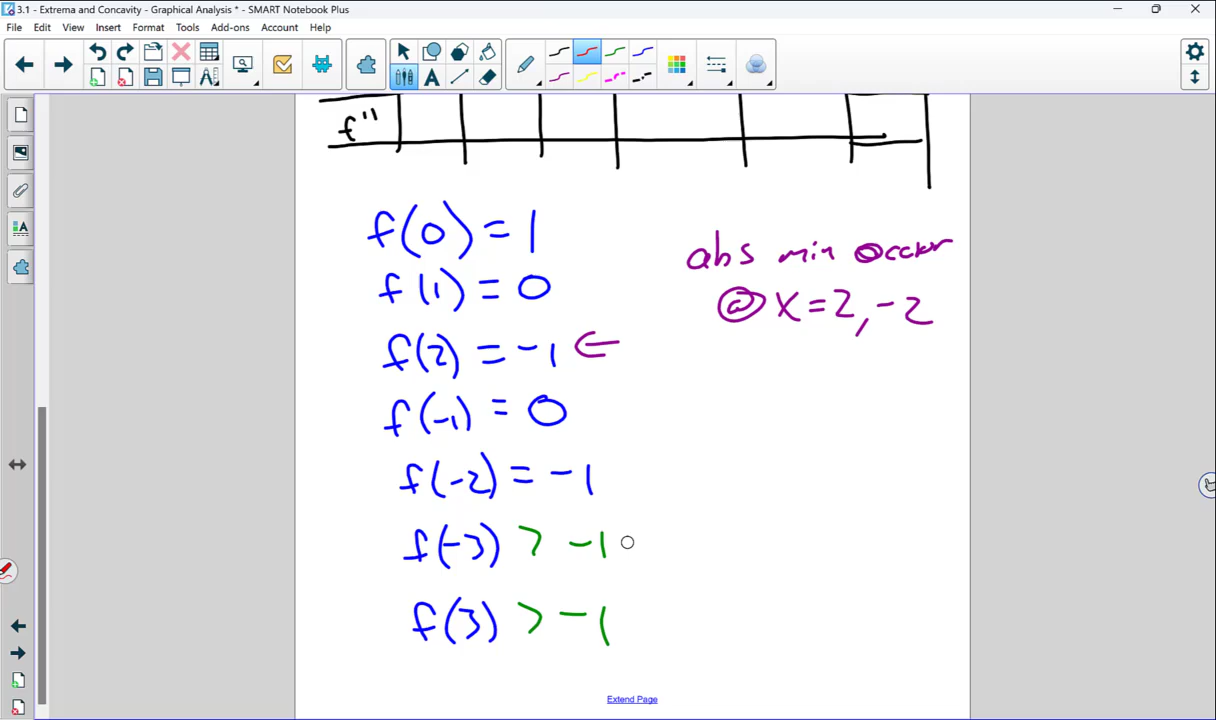 3.1 - Extrema and Concavity - Graphical Analysis * - SMART Notebook Plus
File Edit View Insert Format Tools Add-ons Account Help
f"
f(0) = 1
f(1) = 0
f(2) = -1 ⇐
f(-1) = 0
f(-2) = -1
f(-3) > -1
f(3) > -1
abs min occur
@ x = 2, -2
Extend Page